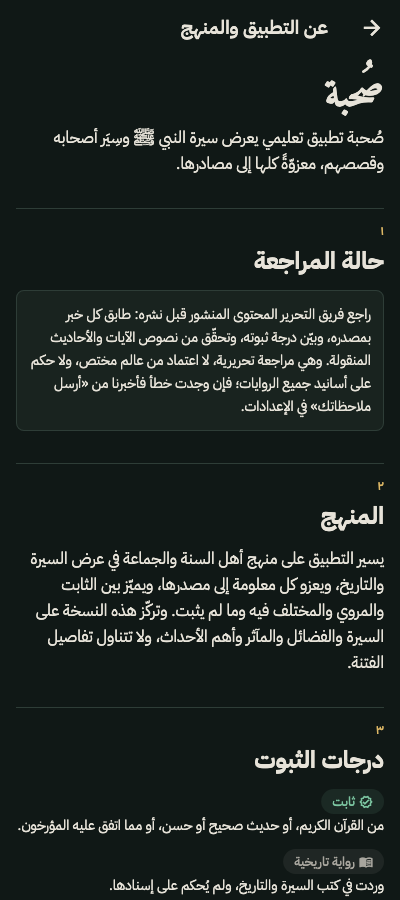 عن التطبيق والمنهج
صُحبة
صُحبة تطبيق تعليمي يعرض سيرة النبي ﷺ وسِيَر أصحابه
وقصصهم، معزوّةً كلها إلى مصادرها.
١
حالة المراجعة
راجع فريق التحرير المحتوى المنشور قبل نشره: طابق كل خبر
بمصدره، وبيّن درجة ثبوته، وتحقّق من نصوص الآيات والأحاديث
المنقولة. وهي مراجعة تحريرية، لا اعتماد من عالم مختص، ولا حكم
على أسانيد جميع الروايات؛ فإن وجدت خطأ فأخبرنا من «أرسل
ملاحظاتك» في الإعدادات.
٢
المنهج
يسير التطبيق على منهج أهل السنة والجماعة في عرض السيرة
والتاريخ، ويعزو كل معلومة إلى مصدرها، ويميّز بين الثابت
والمروي والمختلف فيه وما لم يثبت. وتركّز هذه النسخة على
السيرة والفضائل والمآثر وأهم الأحداث، ولا تتناول تفاصيل
الفتنة.
٣
درجات الثبوت
ثابت
من القرآن الكريم، أو حديث صحيح أو حسن، أو مما اتفق عليه المؤرخون.
رواية تاريخية
وردت في كتب السيرة والتاريخ، ولم يُحكم على إسنادها.